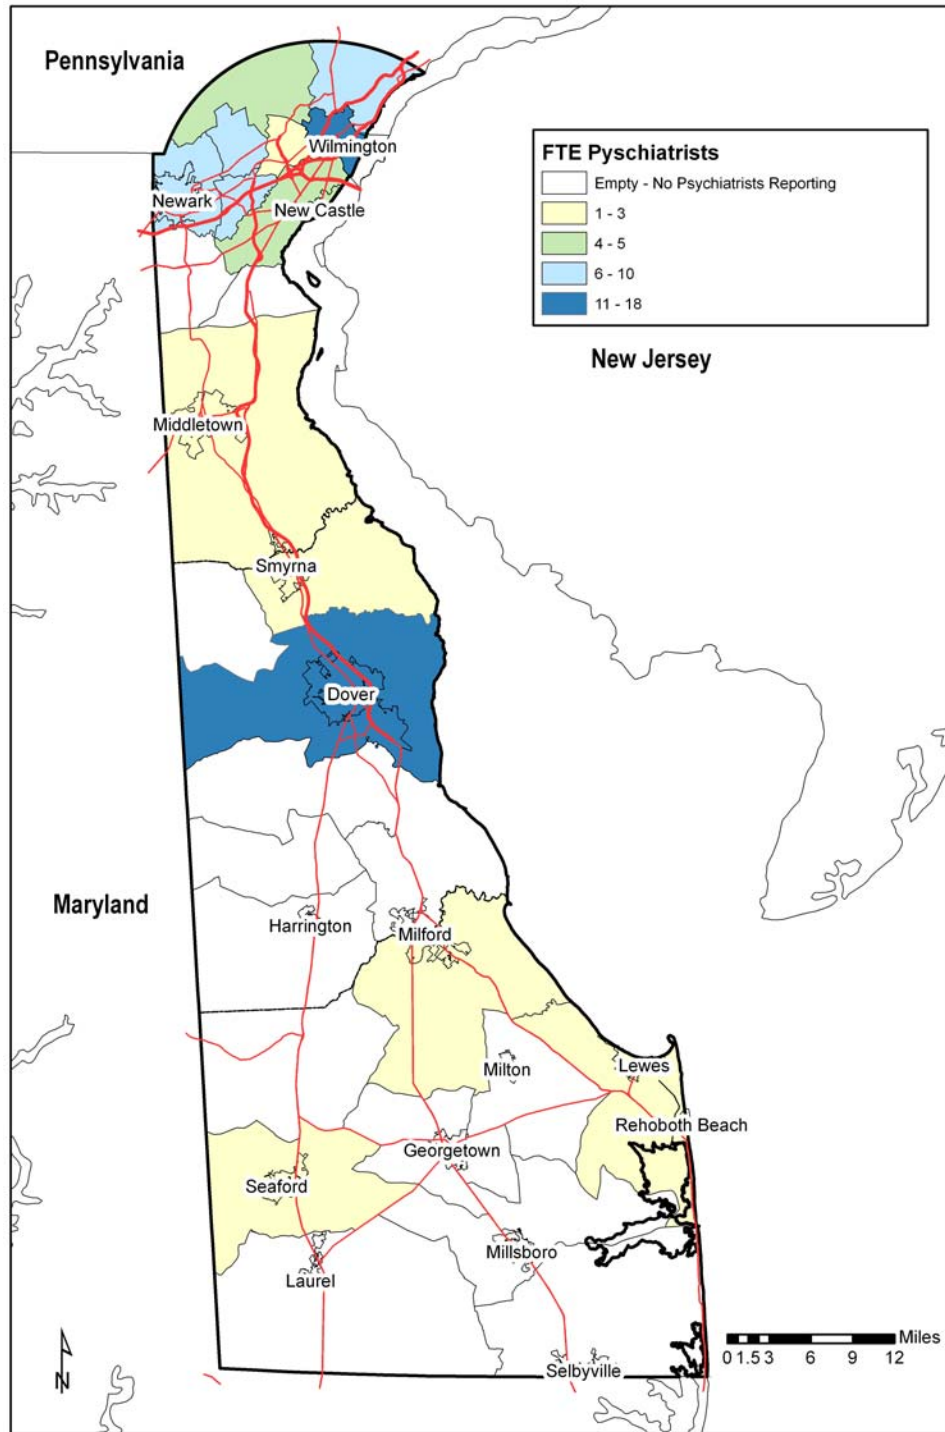 Pennsylvania
Wilmington
FTE Pyschiatrists
Empty - No Psychiatrists Reporting
1 - 3
4 - 5
6 - 10
11 - 18
Newark
New Castle
New Jersey
Middletown
Smyrna
Dover
Maryland
Harrington
Milford
Milton
Lewes
Rehoboth Beach
Georgetown
Seaford
Millsboro
Laurel
Miles
0 1.5 3 6 9 12
N
Selbyville